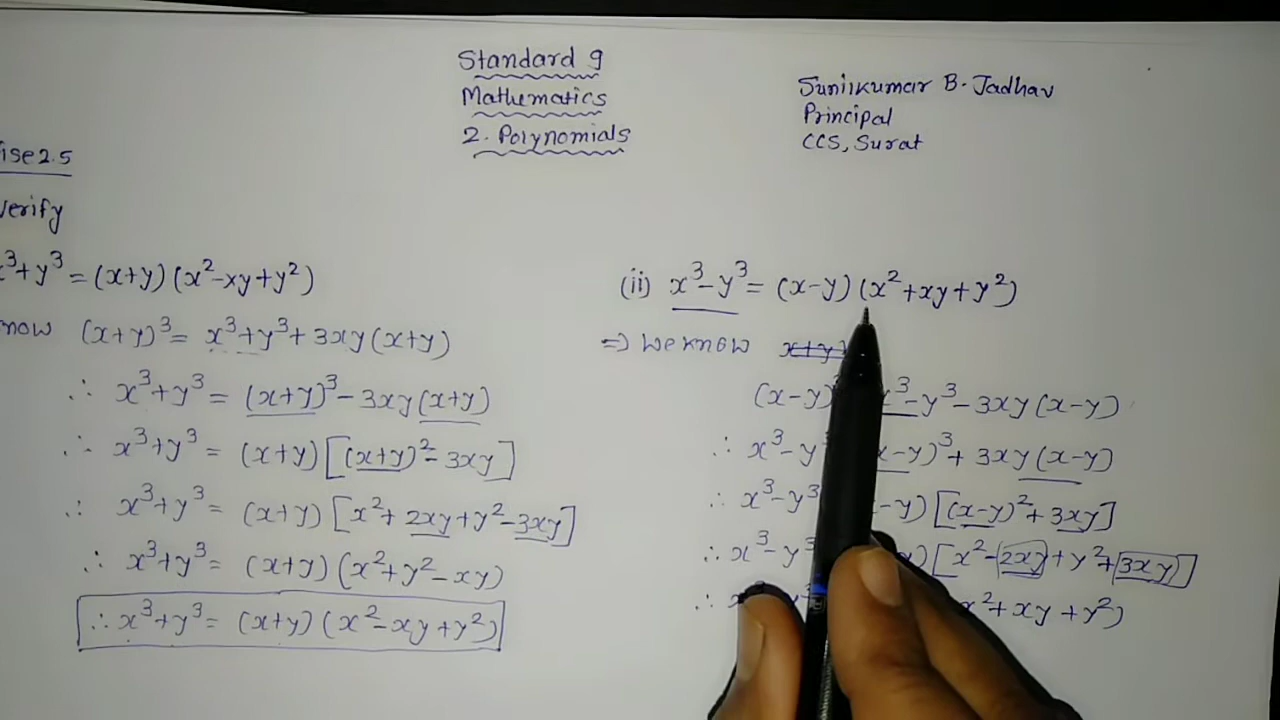 Standard 9
Mathematics
2. Polynomials
Sunilkumar B. Jadhav
Principal
CCS, Surat
ise 2.5
Verify
x³+y³ = (x+y) (x²-xy+y²)
now (x+y)³ = x³+y³+3xy(x+y)
∴ x³+y³ = (x+y)³-3xy(x+y)
∴ x³+y³ = (x+y)[(x+y)²-3xy]
∴ x³+y³ = (x+y)[x²+2xy+y²-3xy]
∴ x³+y³ = (x+y)(x²+y²-xy)
∴ x³+y³ = (x+y)(x²-xy+y²)
(ii) x³-y³ = (x-y)(x²+xy+y²)
=) we know x+y
(x-y) ³-y³-3xy(x-y)
∴ x³-y x-y)³+3xy(x-y)
∴ x³-y³ -y)[(x-y)²+3xy]
∴ x³-y³ )[x²-2xy+y²+3xy]
∴ x²+xy+y²)